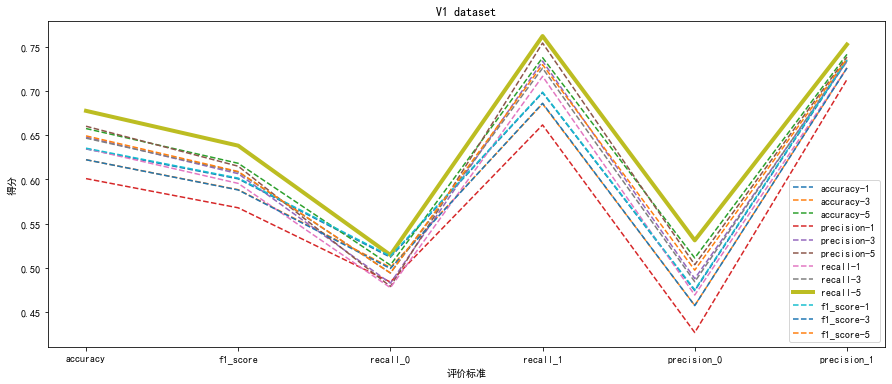 V1 dataset
得分
0.75
0.70
0.65
0.60
0.55
0.50
0.45
accuracy f1_score recall_0 recall_1 precision_0 precision_1
评价标准
accuracy-1
accuracy-3
accuracy-5
precision-1
precision-3
precision-5
recall-1
recall-3
recall-5
f1_score-1
f1_score-3
f1_score-5